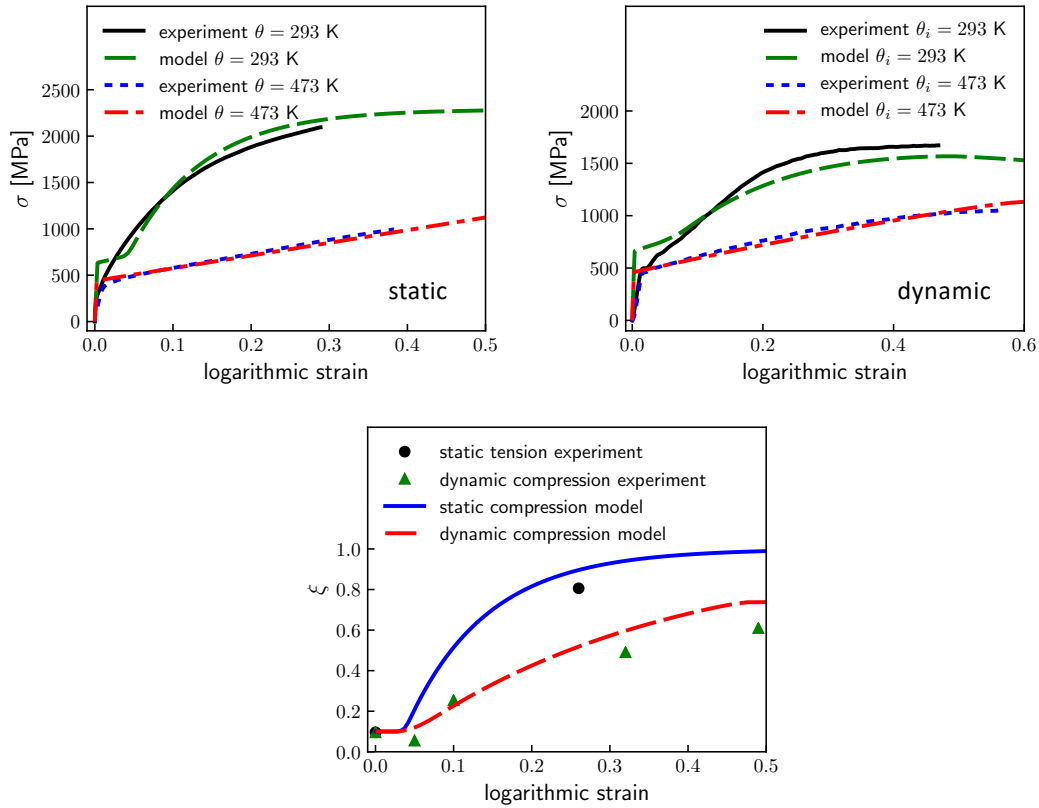 experiment θ = 293 K
model θ = 293 K
experiment θ = 473 K
model θ = 473 K
2500
2000
1500
1000
500
0
σ [MPa]
static
0.0 0.1 0.2 0.3 0.4 0.5
logarithmic strain
experiment θi = 293 K
model θi = 293 K
experiment θi = 473 K
model θi = 473 K
2000
1500
1000
500
0
σ [MPa]
dynamic
0.0 0.2 0.4 0.6
logarithmic strain
static tension experiment
dynamic compression experiment
static compression model
dynamic compression model
1.0
0.8
0.6
0.4
0.2
0.0
ξ
0.0 0.1 0.2 0.3 0.4 0.5
logarithmic strain